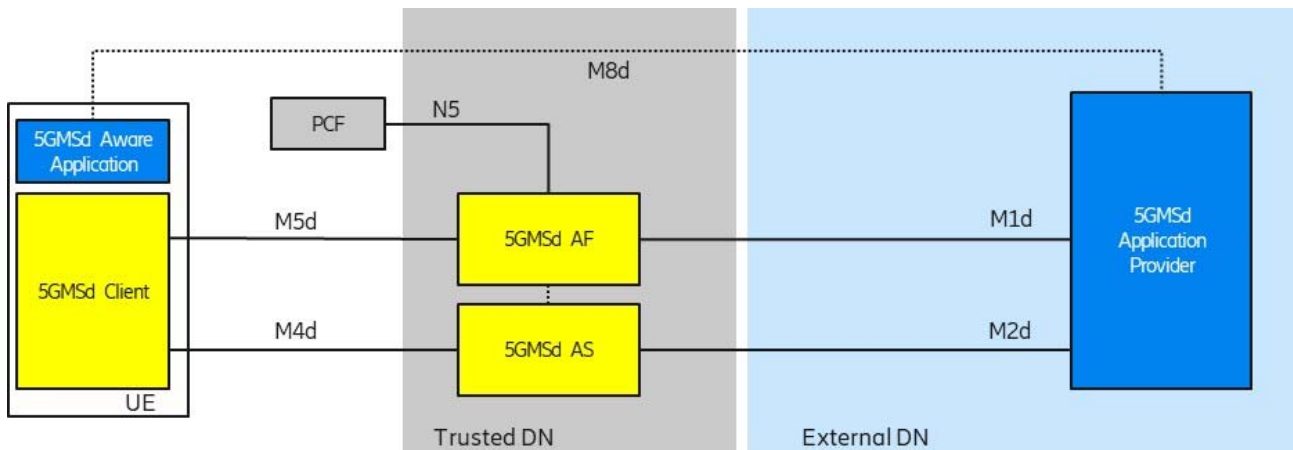 M8d
PCF
N5
5GMSd Aware
Application
M5d
5GMSd AF
M1d
5GMSd
Application
Provider
5GMSd Client
M4d
5GMSd AS
M2d
UE
Trusted DN
External DN